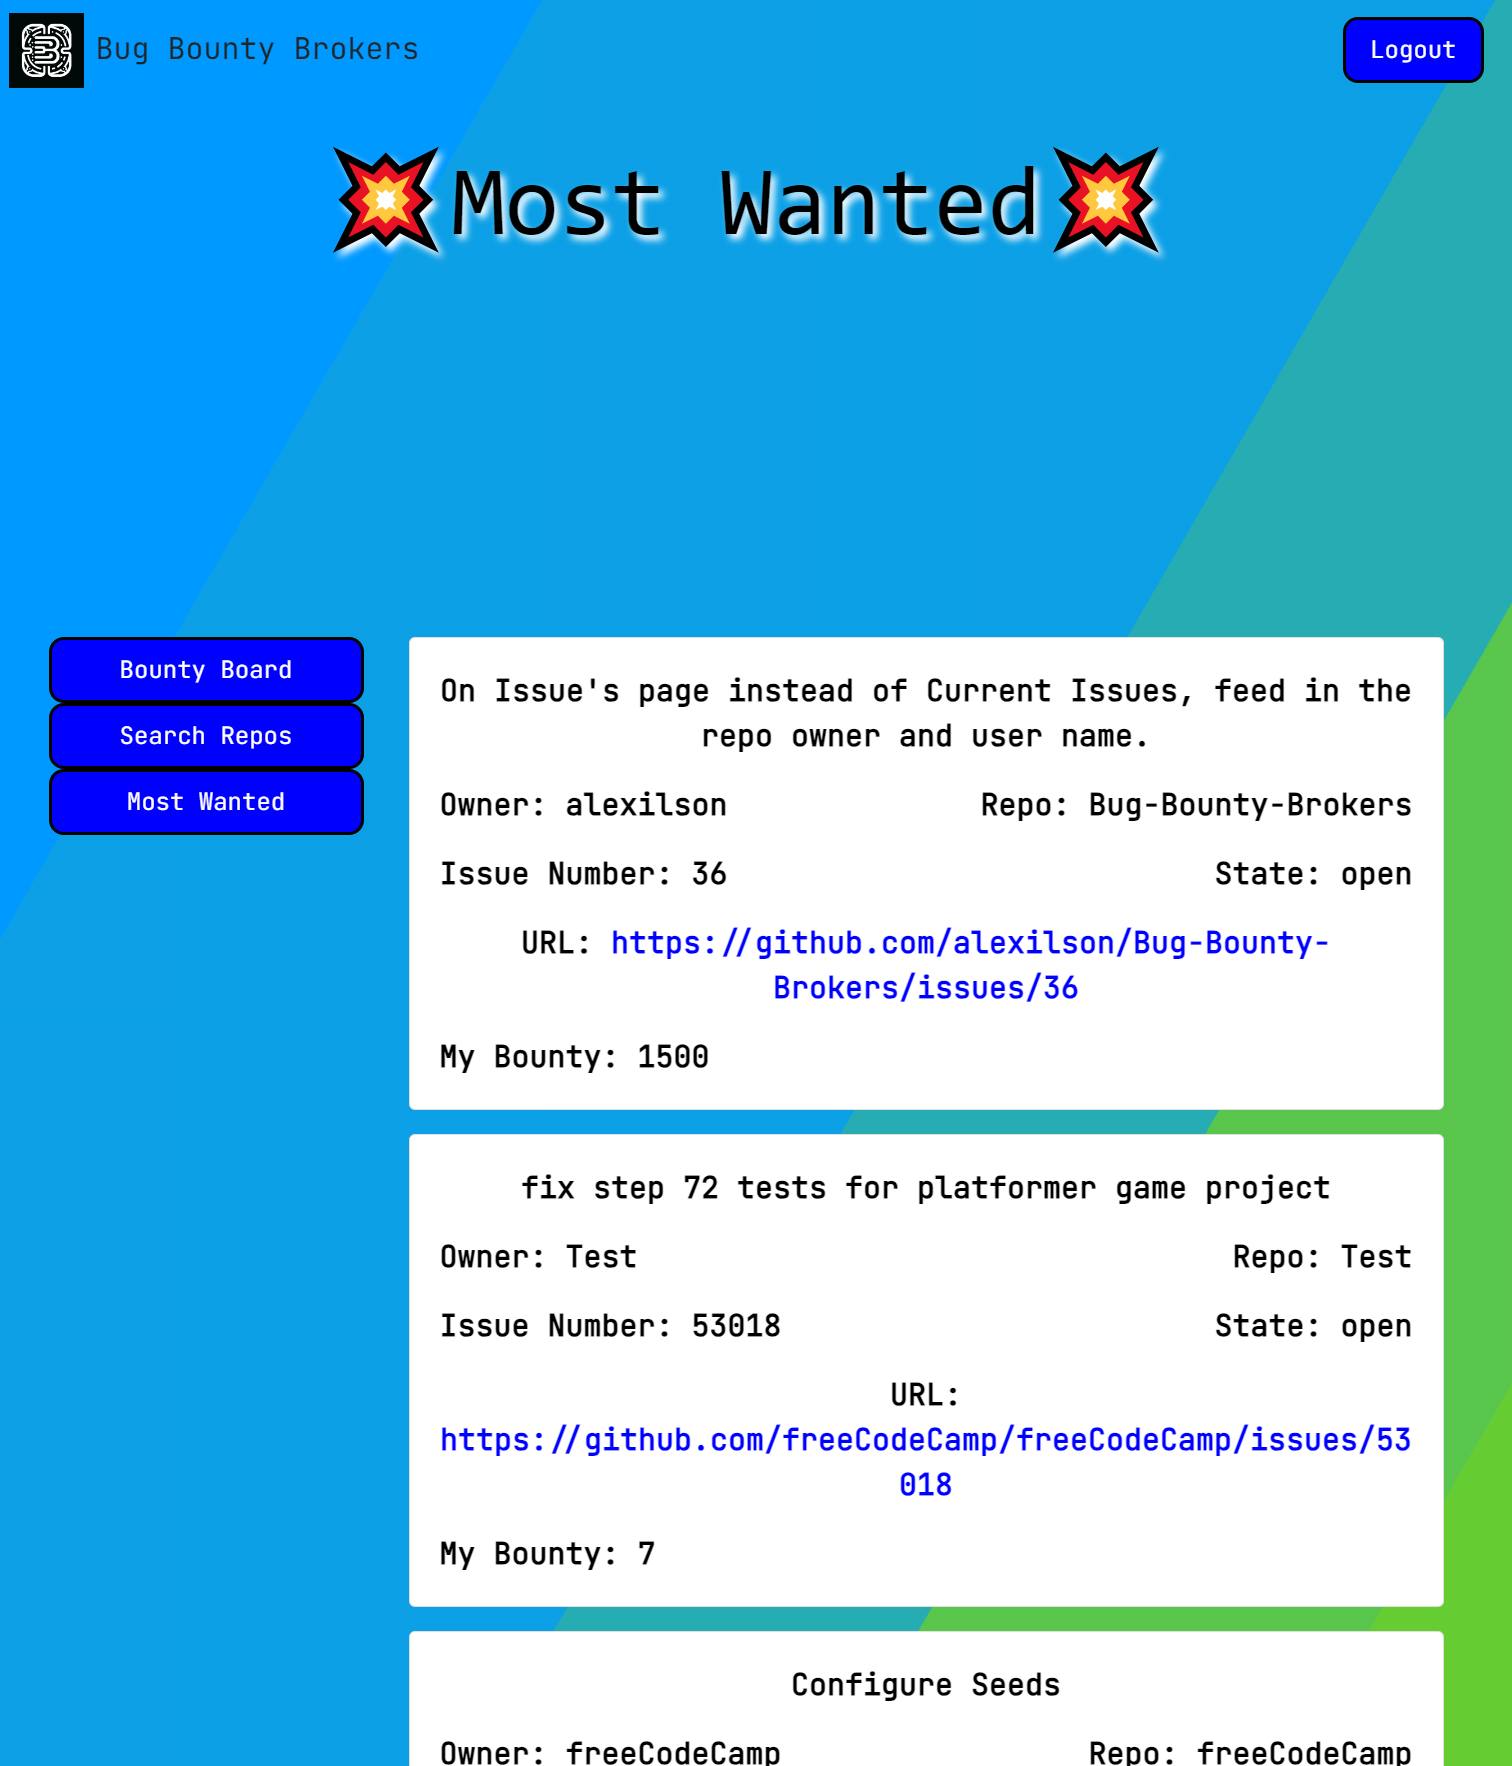 Bug Bounty Brokers
Logout
Most Wanted
Bounty Board
Search Repos
Most Wanted
On Issue's page instead of Current Issues, feed in the
repo owner and user name.
Owner: alexilson Repo: Bug-Bounty-Brokers
Issue Number: 36 State: open
URL: https://github.com/alexilson/Bug-Bounty-
Brokers/issues/36
My Bounty: 1500
fix step 72 tests for platformer game project
Owner: Test Repo: Test
Issue Number: 53018 State: open
URL:
https://github.com/freeCodeCamp/freeCodeCamp/issues/53
018
My Bounty: 7
Configure Seeds
Owner: freeCodeCamp Repo: freeCodeCamp